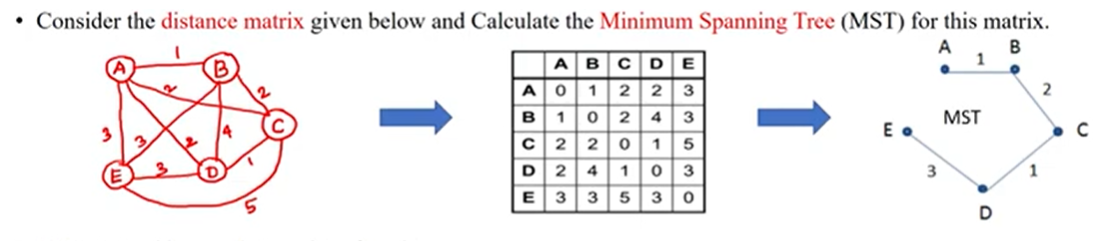 • Consider the distance matrix given below and Calculate the Minimum Spanning Tree (MST) for this matrix.
A 1 B
2 2
C
3 3 2 4 1
E 3 D
5
A B C D E
A 0 1 2 2 3
B 1 0 2 4 3
C 2 2 0 1 5
D 2 4 1 0 3
E 3 3 5 3 0
A 1 B
2
MST
E C
3 1
D